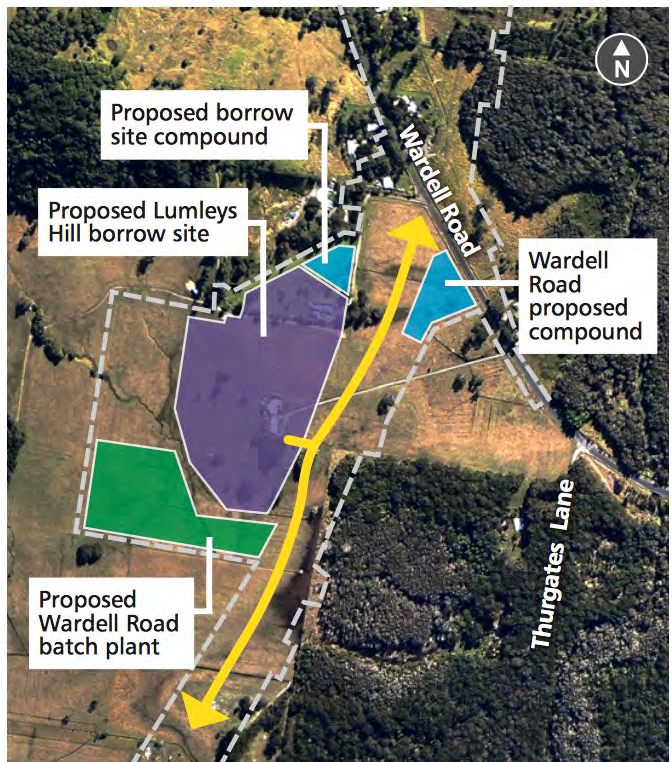 N
Proposed borrow
site compound
Wardell Road
Proposed Lumleys
Hill borrow site
Wardell
Road
proposed
compound
Thurgates Lane
Proposed
Wardell Road
batch plant